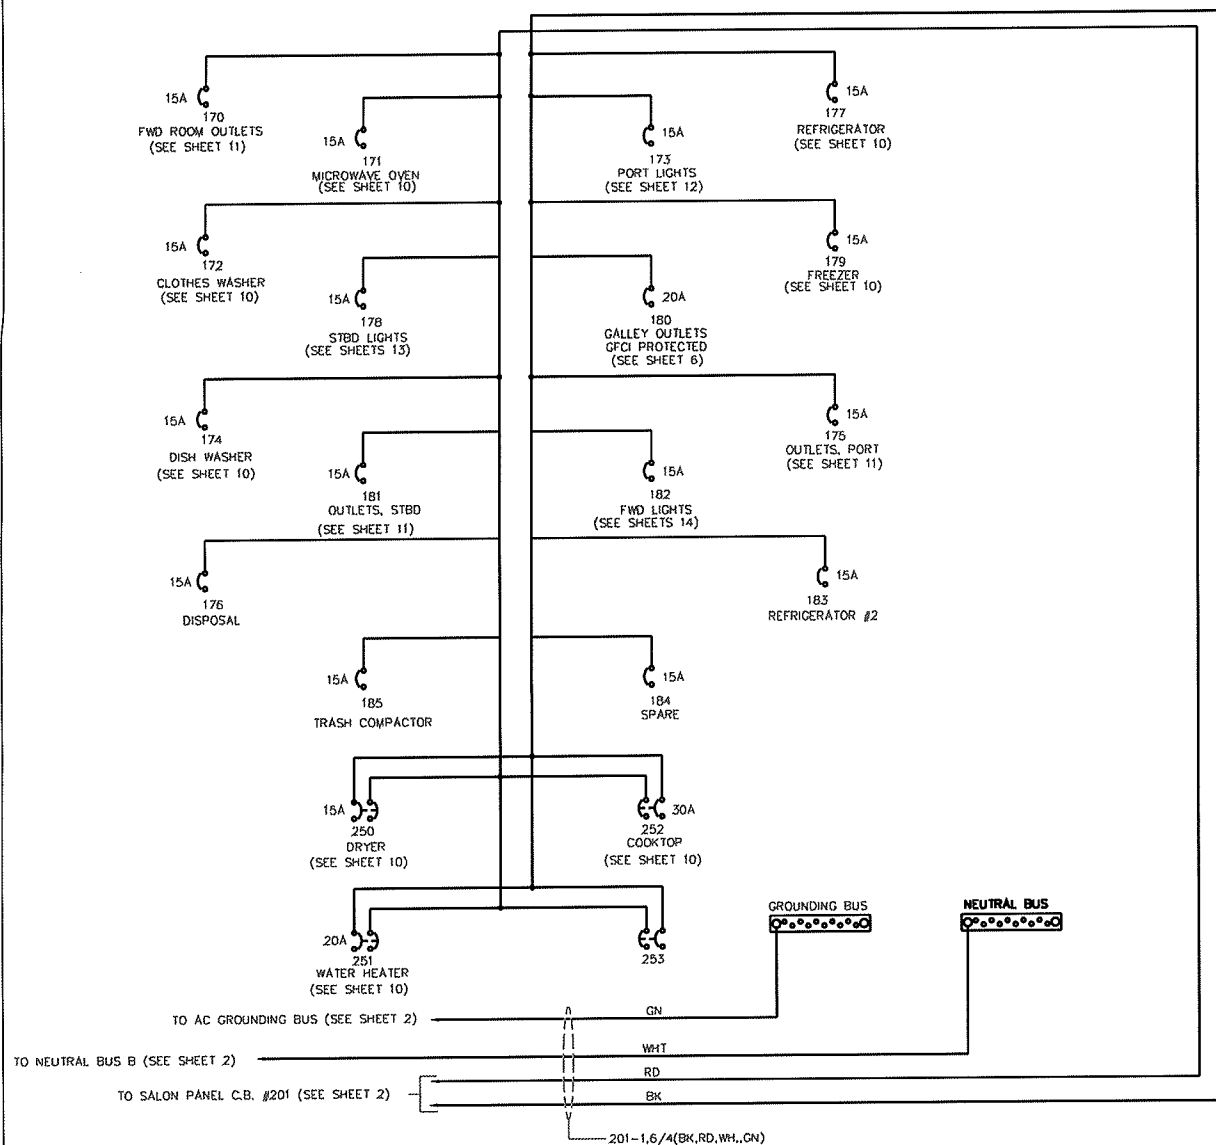 15A
170
FWD ROOM OUTLETS
(SEE SHEET 11)
15A
171
MICROWAVE OVEN
(SEE SHEET 10)
15A
173
PORT LIGHTS
(SEE SHEET 12)
15A
177
REFRIGERATOR
(SEE SHEET 10)
15A
172
CLOTHES WASHER
(SEE SHEET 10)
15A
178
STBD LIGHTS
(SEE SHEETS 13)
20A
180
GALLEY OUTLETS
GFCI PROTECTED
(SEE SHEET 6)
15A
179
FREEZER
(SEE SHEET 10)
15A
174
DISH WASHER
(SEE SHEET 10)
15A
181
OUTLETS, STBD
(SEE SHEET 11)
15A
182
FWD LIGHTS
(SEE SHEETS 14)
15A
175
OUTLETS, PORT
(SEE SHEET 11)
15A
176
DISPOSAL
15A
183
REFRIGERATOR #2
15A
185
TRASH COMPACTOR
15A
184
SPARE
15A
250
DRYER
(SEE SHEET 10)
30A
252
COOKTOP
(SEE SHEET 10)
20A
251
WATER HEATER
(SEE SHEET 10)
253
GROUNDING BUS
NEUTRAL BUS
TO AC GROUNDING BUS (SEE SHEET 2)
GN
TO NEUTRAL BUS B (SEE SHEET 2)
WHT
RD
TO SALON PANEL C.B. #201 (SEE SHEET 2)
BK
201-1,6/4(BK,RD,WH.,GN)